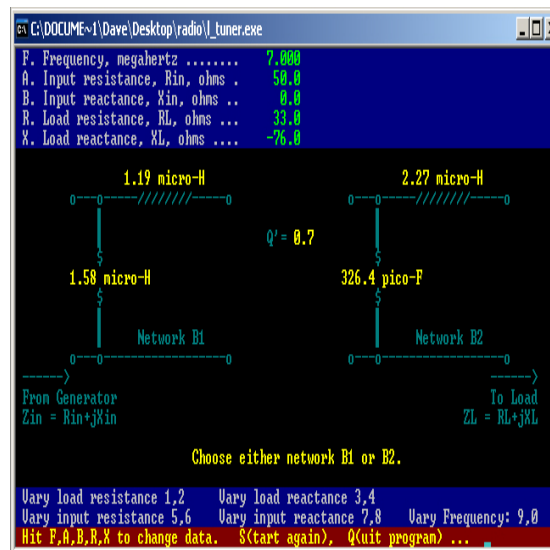 C:\DOCUME~1\Dave\Desktop\radio\l_tuner.exe
F. Frequency, megahertz ........ 7.000
A. Input resistance, Rin, ohms . 50.0
B. Input reactance, Xin, ohms .. 0.0
R. Load resistance, RL, ohms ... 33.0
X. Load reactance, XL, ohms .... -76.0
1.19 micro-H 2.27 micro-H
o---o-----////////-----o o---o-----////////-----o
Q'= 0.7
$ $
1.58 micro-H 326.4 pico-F
$ $
Network B1 Network B2
o---o------------------o o---o------------------o
------> ------>
From Generator To Load
Zin = Rin+jXin ZL = RL+jXL
Choose either network B1 or B2.
Vary load resistance 1,2 Vary load reactance 3,4
Vary input resistance 5,6 Vary input reactance 7,8 Vary Frequency: 9,0
Hit F,A,B,R,X to change data. S(tart again), Q(uit program) ...